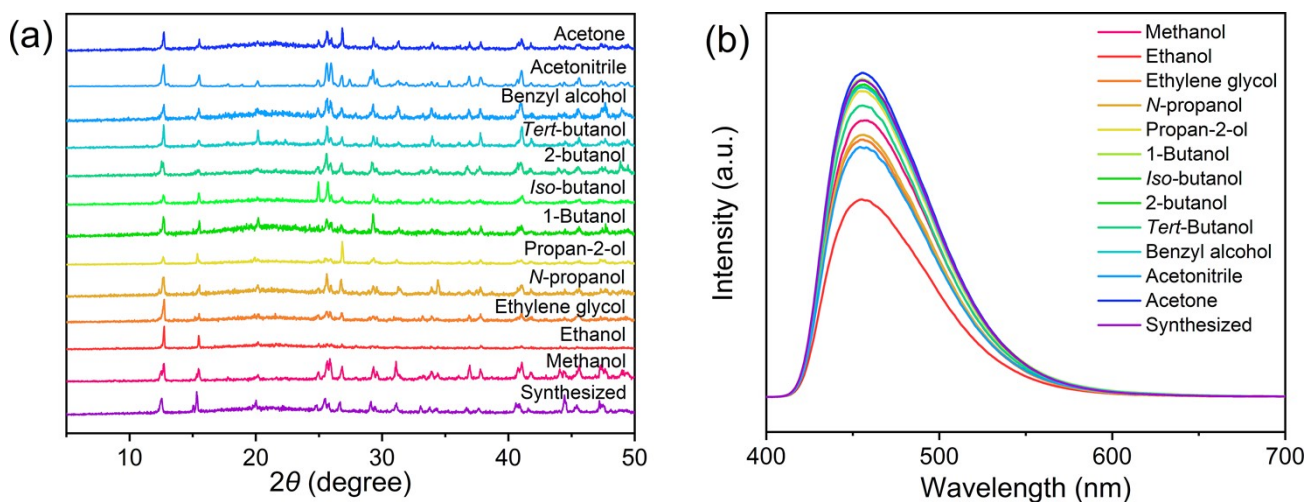 (a)
Acetone
Acetonitrile
Benzyl alcohol
Tert-butanol
2-butanol
Iso-butanol
1-Butanol
Propan-2-ol
N-propanol
Ethylene glycol
Ethanol
Methanol
Synthesized
10 20 30 40 50
2θ (degree)
(b)
Intensity (a.u.)
Methanol
Ethanol
Ethylene glycol
N-propanol
Propan-2-ol
1-Butanol
Iso-butanol
2-butanol
Tert-Butanol
Benzyl alcohol
Acetonitrile
Acetone
Synthesized
400 500 600 700
Wavelength (nm)